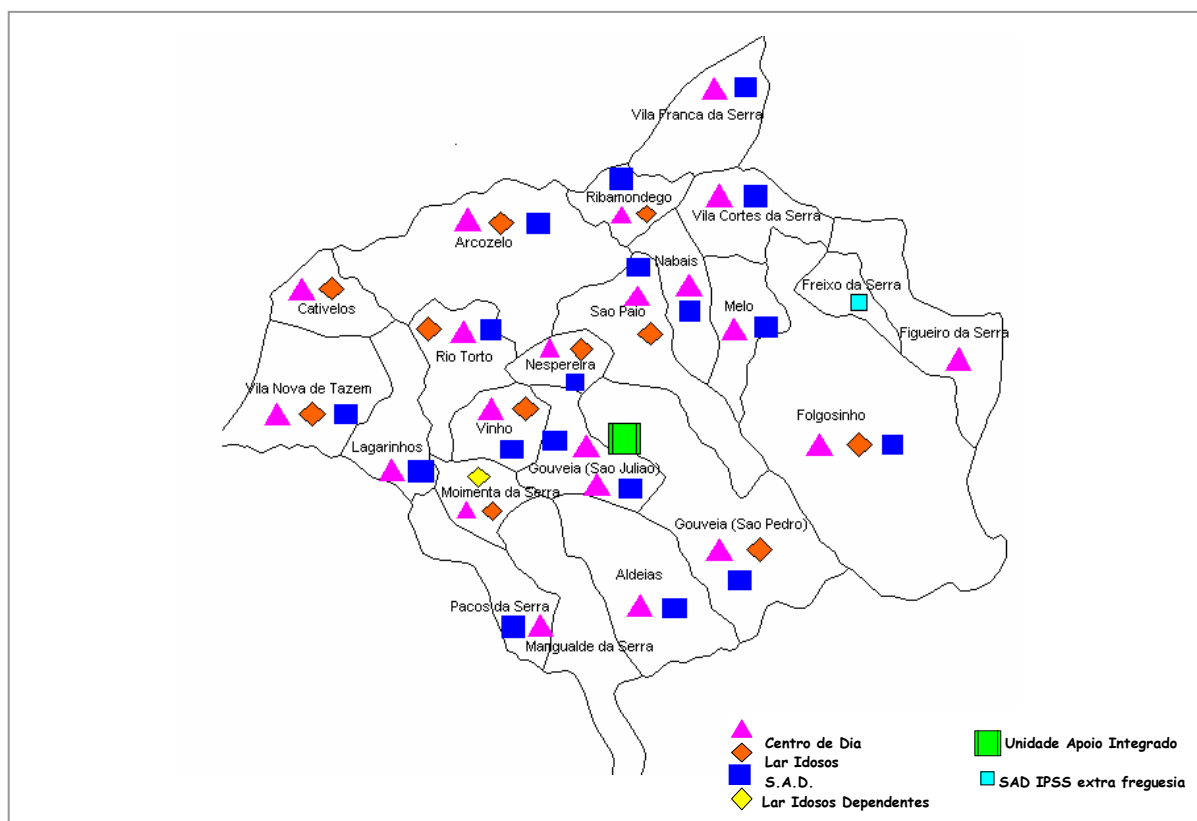 Vila Franca da Serra
Ribamondego
Vila Cortes da Serra
Arcozelo
Nabais
Freixo da Serra
Cativelos
Sao Paio
Melo
Figueiro da Serra
Rio Torto
Nespereira
Vila Nova de Tazem
Folgosinho
Vinho
Lagarinhos
Gouveia (Sao Juliao)
Moimenta da Serra
Gouveia (Sao Pedro)
Aldeias
Pacos da Serra
Mangualde da Serra
Centro de Dia
Lar Idosos
S.A.D.
Lar Idosos Dependentes
Unidade Apoio Integrado
SAD IPSS extra freguesia